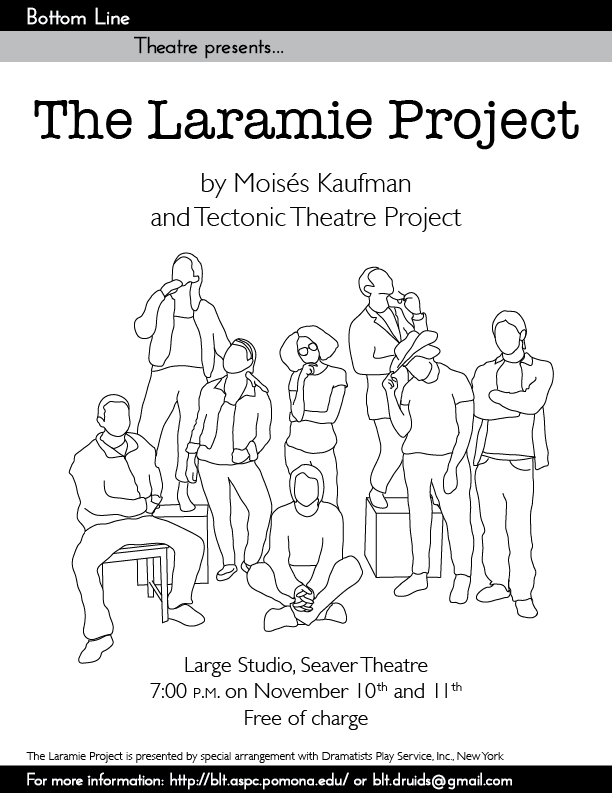 Bottom Line
Theatre presents...
The Laramie Project
by Moisés Kaufman
and Tectonic Theatre Project
Large Studio, Seaver Theatre
7:00 P.M. on November 10th and 11th
Free of charge
The Laramie Project is presented by special arrangement with Dramatists Play Service, Inc., New York
For more information: http://blt.aspc.pomona.edu/ or blt.druids@gmail.com